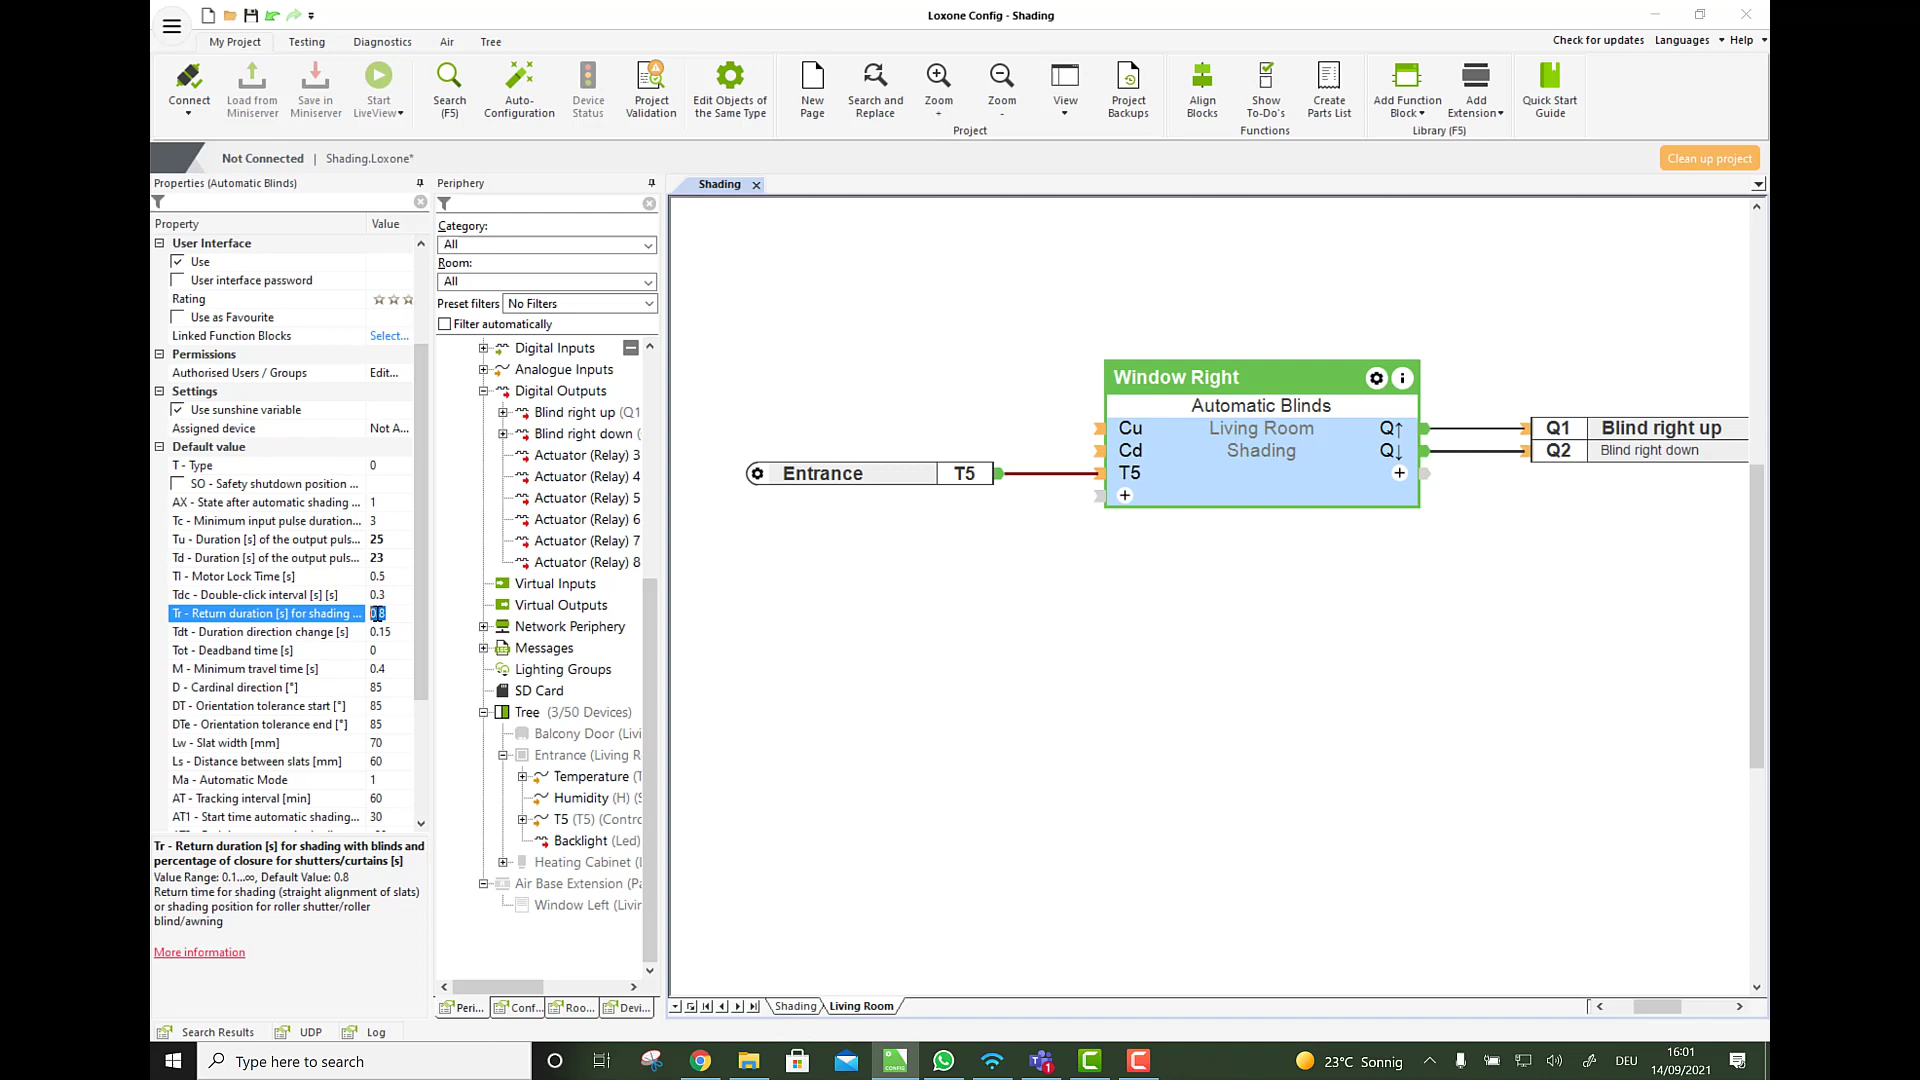 Loxone Config - Shading
My Project
Testing
Diagnostics
Air
Tree
Check for updates
Languages
Help
Connect
Load from
Miniserver
Save in
Miniserver
Start
LiveView
Search
(F5)
Auto-
Configuration
Device
Status
Project
Validation
Edit Objects of
the Same Type
New
Page
Search and
Replace
Zoom
+
Zoom
-
View
Project
Backups
Project
Align
Blocks
Show
To-Do's
Create
Parts List
Functions
Add Function
Block
Add
Extension
Library (F5)
Quick Start
Guide
Not Connected
Shading.Loxone*
Clean up project
Properties (Automatic Blinds)
Property
Value
User Interface
Use
User interface password
Rating
Use as Favourite
Linked Function Blocks Select...
Permissions
Authorised Users / Groups Edit...
Settings
Use sunshine variable
Assigned device Not A...
Default value
T - Type 0
SO - Safety shutdown position ...
AX - State after automatic shading ... 1
Tc - Minimum input pulse duration... 3
Tu - Duration [s] of the output puls... 25
Td - Duration [s] of the output puls... 23
Tl - Motor Lock Time [s] 0.5
Tdc - Double-click interval [s] [s] 0.3
Tr - Return duration [s] for shading ... 0.8
Tdt - Duration direction change [s] 0.15
Tot - Deadband time [s] 0
M - Minimum travel time [s] 0.4
D - Cardinal direction [°] 85
DT - Orientation tolerance start [°] 85
DTe - Orientation tolerance end [°] 85
Lw - Slat width [mm] 70
Ls - Distance between slats [mm] 60
Ma - Automatic Mode 1
AT - Tracking interval [min] 60
AT1 - Start time automatic shading... 30
Tr - Return duration [s] for shading with blinds and
percentage of closure for shutters/curtains [s]
Value Range: 0.1...∞, Default Value: 0.8
Return time for shading (straight alignment of slats)
or shading position for roller shutter/roller
blind/awning
More information
Periphery
Category:
All
Room:
All
Preset filters No Filters
Filter automatically
Digital Inputs
Analogue Inputs
Digital Outputs
Blind right up (Q1
Blind right down (
Actuator (Relay) 3
Actuator (Relay) 4
Actuator (Relay) 5
Actuator (Relay) 6
Actuator (Relay) 7
Actuator (Relay) 8
Virtual Inputs
Virtual Outputs
Network Periphery
Messages
Lighting Groups
SD Card
Tree (3/50 Devices)
Balcony Door (Livi
Entrance (Living R
Temperature (T
Humidity (H) (S
T5 (T5) (Contro
Backlight (Led)
Heating Cabinet (L
Air Base Extension (Pa
Window Left (Livir
Peri...
Conf...
Roo...
Devi...
Shading
Window Right
Automatic Blinds
Cu Living Room Q↑
Cd Shading Q↓
T5
Entrance T5
Q1 Blind right up
Q2 Blind right down
Shading
Living Room
Search Results
UDP
Log
Type here to search
CONFIG
1
23°C Sonnig
DEU
16:01
14/09/2021